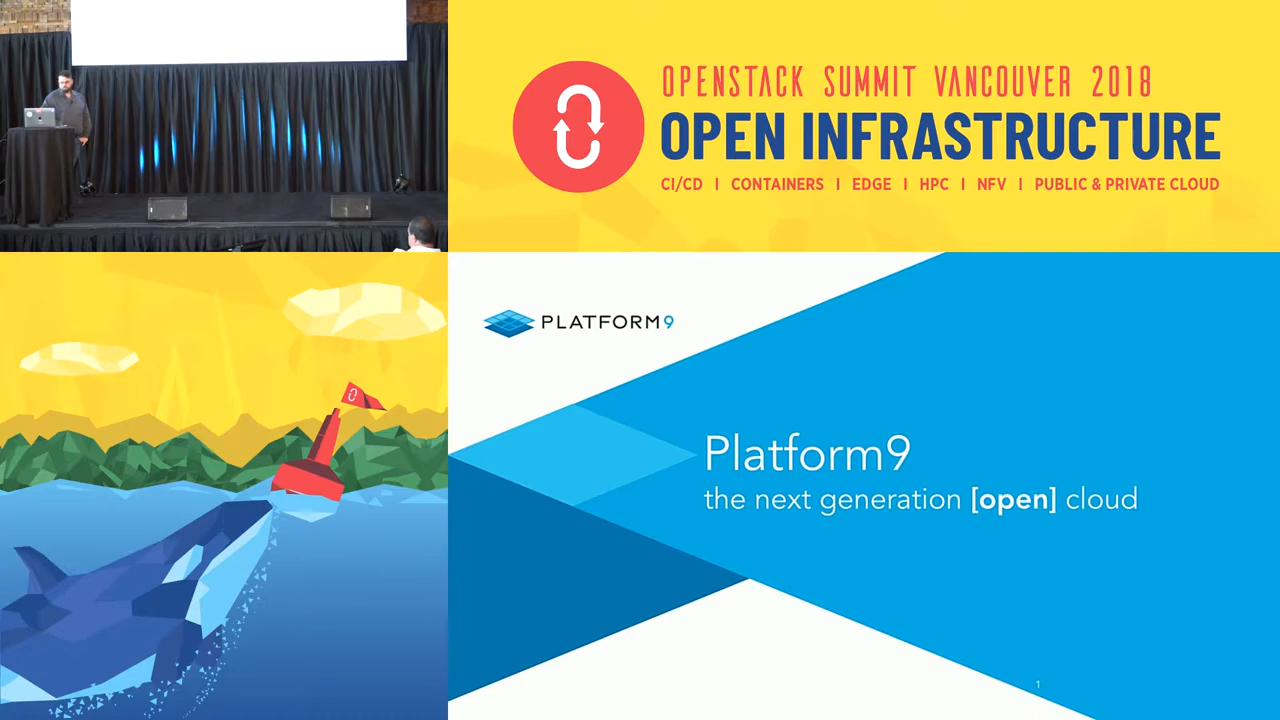 OPENSTACK SUMMIT VANCOUVER 2018
OPEN INFRASTRUCTURE
CI/CD | CONTAINERS | EDGE | HPC | NFV | PUBLIC & PRIVATE CLOUD
PLATFORM9
Platform9
the next generation [open] cloud
1